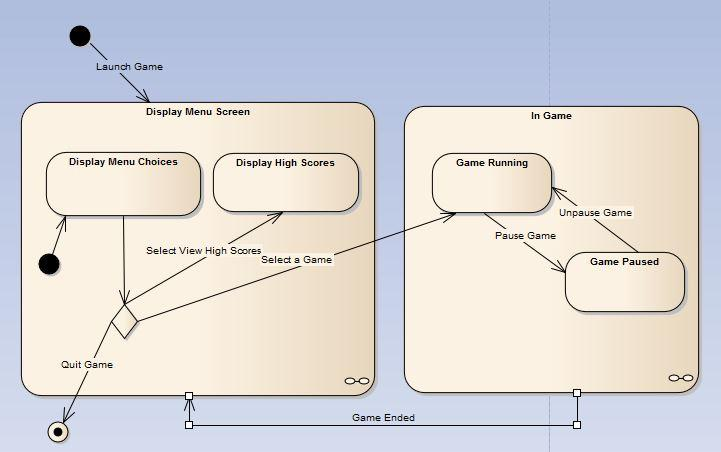 Launch Game
Display Menu Screen
In Game
Display Menu Choices
Display High Scores
Game Running
Unpause Game
Pause Game
Select View High Scores
Select a Game
Game Paused
Quit Game
Game Ended